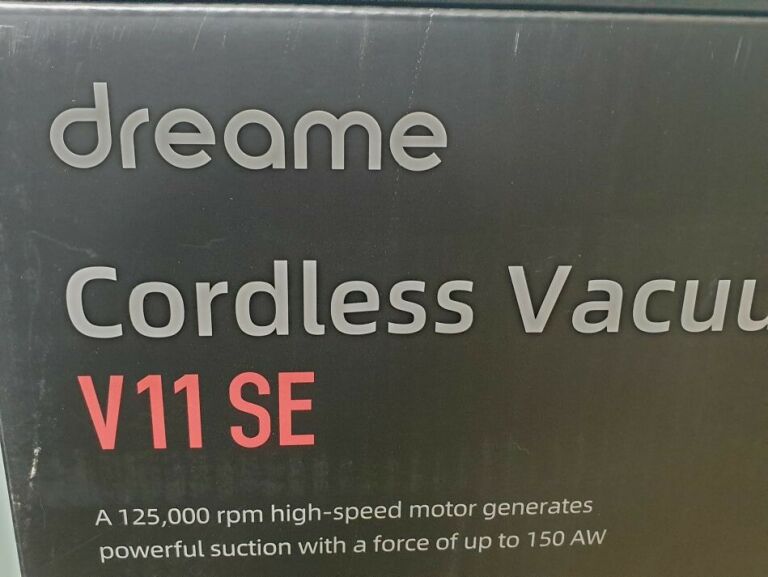 dreame
Cordless Vacuu
V11 SE
A 125,000 rpm high-speed motor generates
powerful suction with a force of up to 150 AW